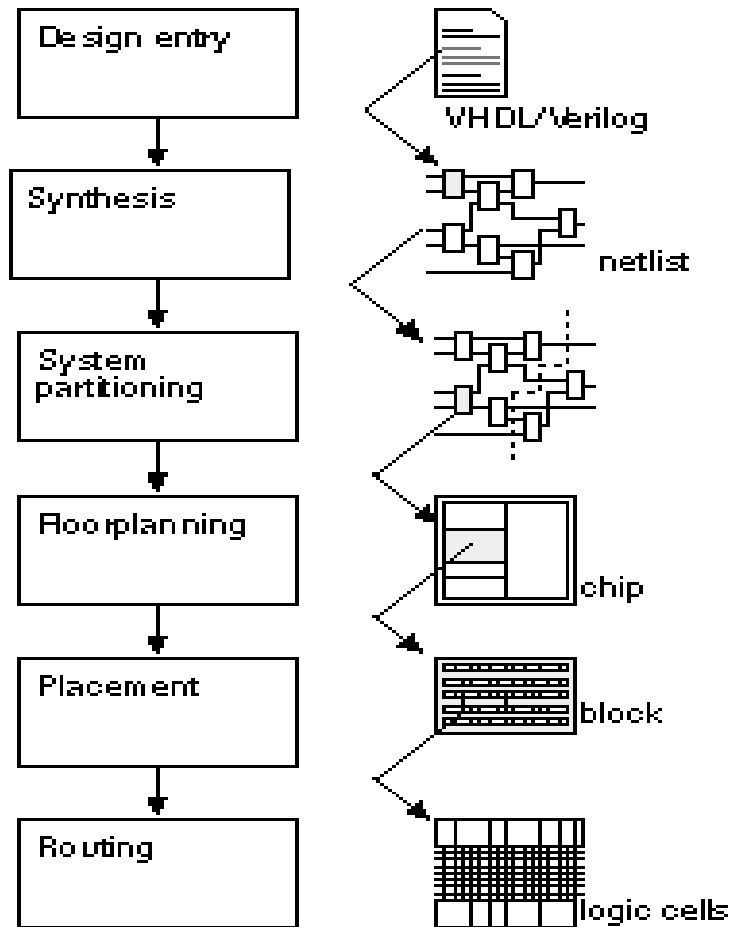 Design entry
VHDL/Verilog
Synthesis
netlist
System
partitioning
Floorplanning
chip
Placement
block
Routing
logic cells